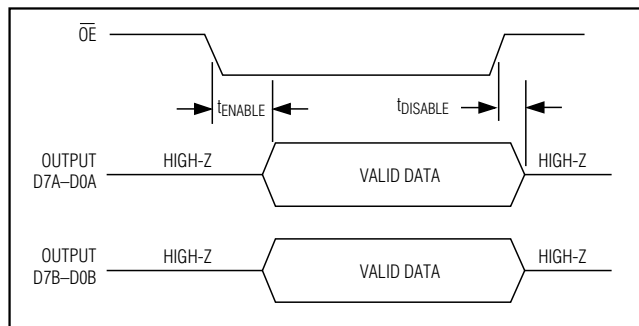 OE
tENABLE
tDISABLE
OUTPUT
D7A–D0A
HIGH-Z
VALID DATA
HIGH-Z
OUTPUT
D7B–D0B
HIGH-Z
VALID DATA
HIGH-Z